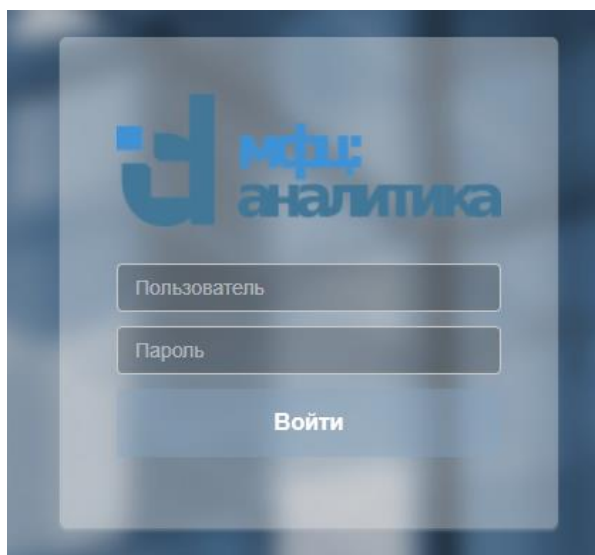 мфц:
аналитика
Пользователь
Пароль
Войти